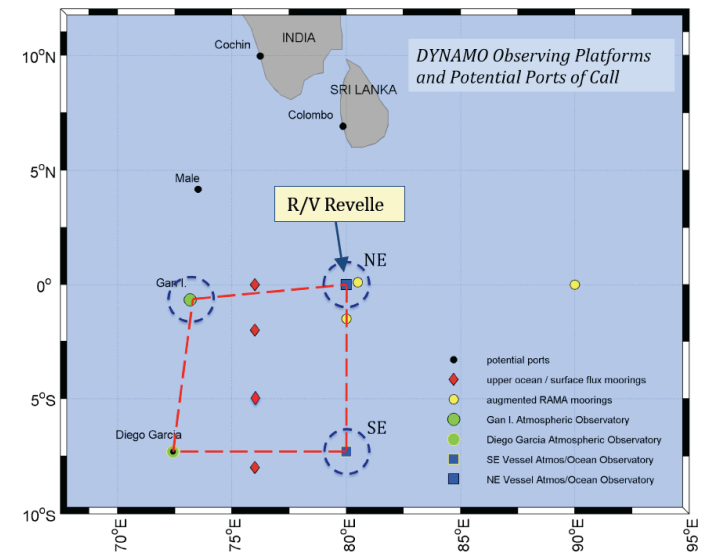 INDIA
Cochin
10°N
DYNAMO Observing Platforms
and Potential Ports of Call
SRI LANKA
Colombo
5°N
Male
R/V Revelle
NE
Gan I.
0°
potential ports
upper ocean / surface flux moorings
5°S
augmented RAMA moorings
Gan I. Atmospheric Observatory
SE
Diego Garcia
Diego Garcia Atmospheric Observatory
SE Vessel Atmos/Ocean Observatory
NE Vessel Atmos/Ocean Observatory
10°S
70°E
75°E
80°E
85°E
90°E
95°E